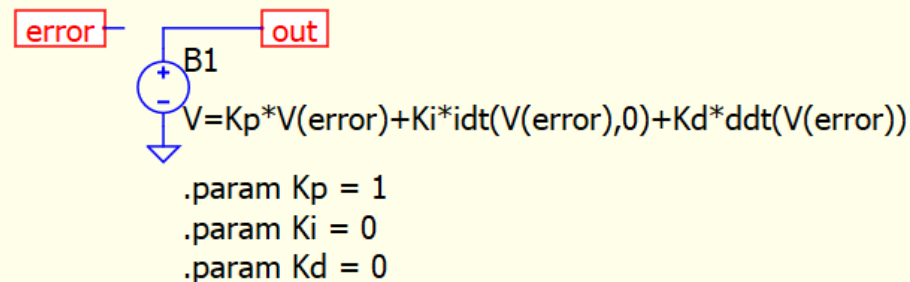 error out
B1
V=Kp*V(error)+Ki*idt(V(error),0)+Kd*ddt(V(error))
.param Kp = 1
.param Ki = 0
.param Kd = 0